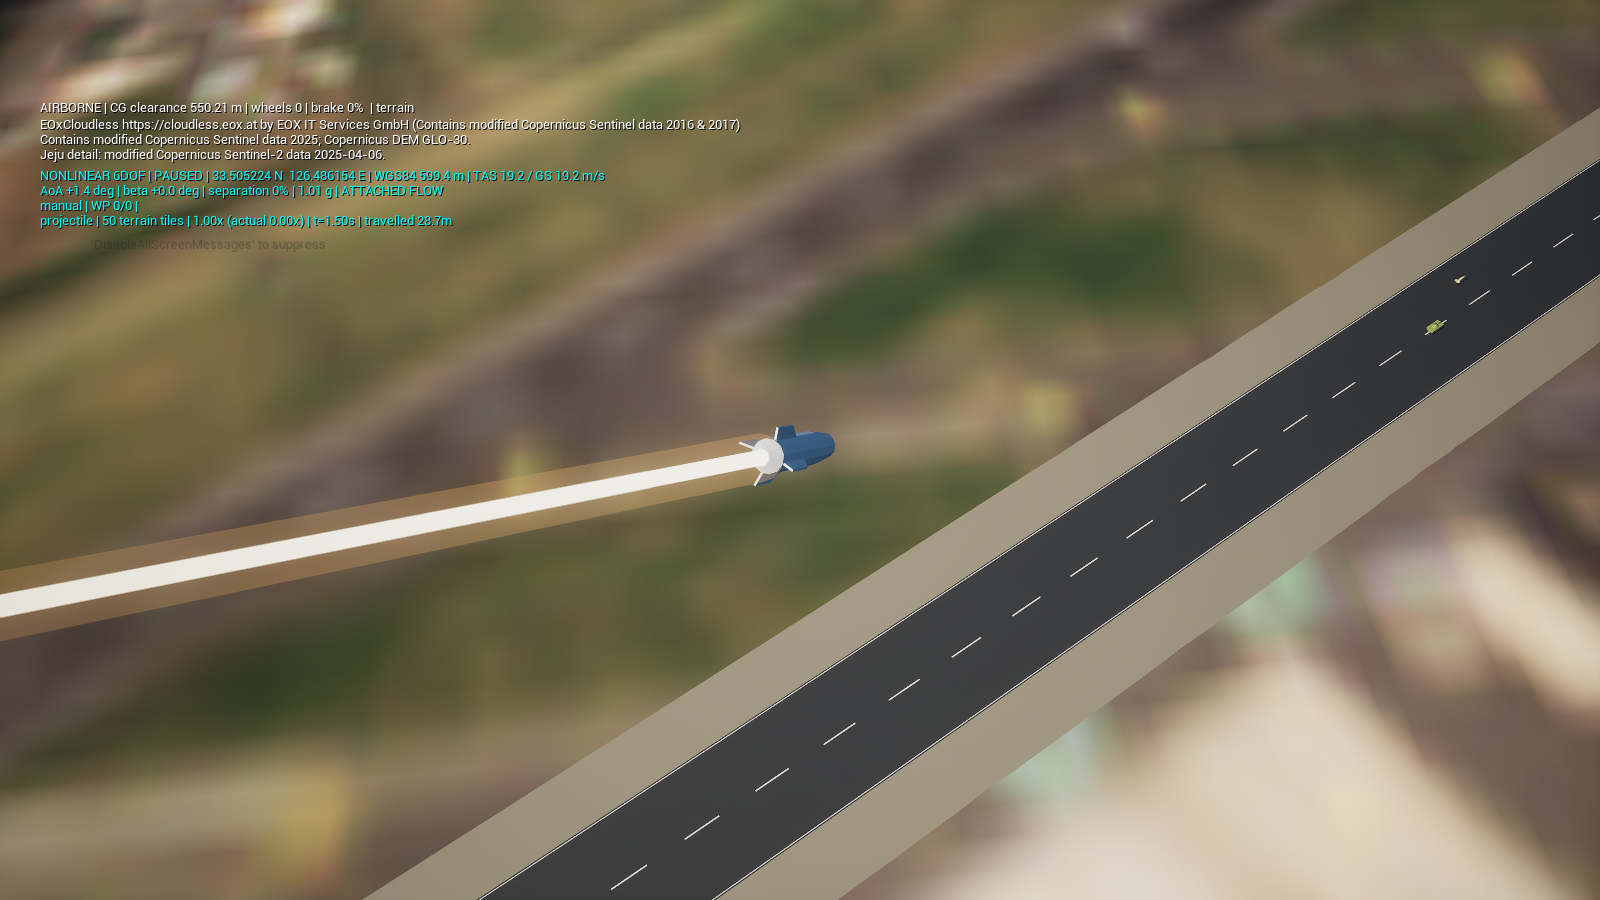 AIRBORNE | CG clearance 550.21 m | wheels 0 | brake 0% | terrain
EOxCloudless https://cloudless.eox.at by EOX IT Services GmbH (Contains modified Copernicus Sentinel data 2016 & 2017)
Contains modified Copernicus Sentinel data 2025; Copernicus DEM GLO-30.
Jeju detail: modified Copernicus Sentinel-2 data 2025-04-06.
NONLINEAR 6DOF | PAUSED | 33.505224 N 126.486154 E | WGS84 599.4 m | TAS 19.2 / GS 19.2 m/s
AoA +1.4 deg | beta +0.0 deg | separation 0% | 1.01 g | ATTACHED FLOW
manual | WP 0/0 |
projectile | 50 terrain tiles | 1.00x (actual 0.00x) | t=1.50s | travelled 28.7m
'DisableAllScreenMessages' to suppress